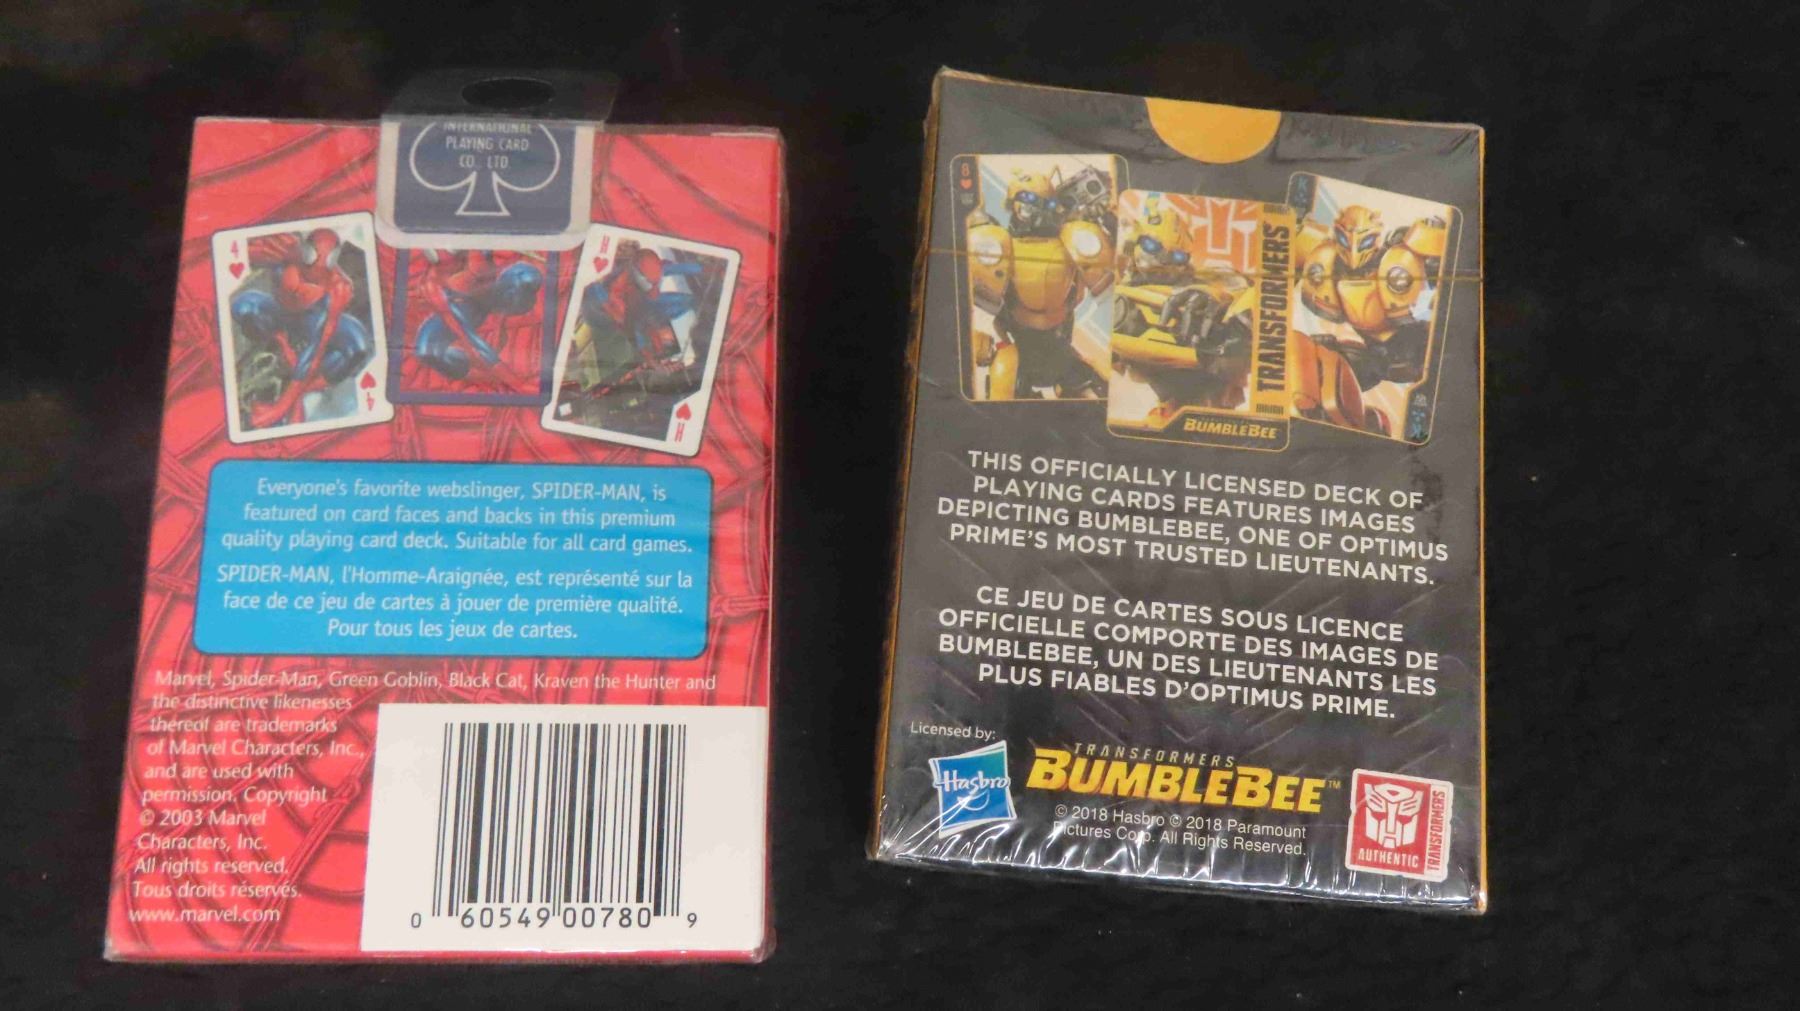 INTERNATIONAL
PLAYING CARD
CO. LTD.
4
4
H
H
Everyone's favorite webslinger, SPIDER-MAN, is
featured on card faces and backs in this premium
quality playing card deck. Suitable for all card games.
SPIDER-MAN, l'Homme-Araignée, est représenté sur la
face de ce jeu de cartes à jouer de première qualité.
Pour tous les jeux de cartes.
Marvel, Spider-Man, Green Goblin, Black Cat, Kraven the Hunter and
the distinctive likenesses
thereof are trademarks
of Marvel Characters, Inc.,
and are used with
permission. Copyright
© 2003 Marvel
Characters, Inc.
All rights reserved.
Tous droits réservés.
www.marvel.com
0 60549 00780 9
8
K
TRANSFORMERS
BUMBLEBEE
THIS OFFICIALLY LICENSED DECK OF
PLAYING CARDS FEATURES IMAGES
DEPICTING BUMBLEBEE, ONE OF OPTIMUS
PRIME'S MOST TRUSTED LIEUTENANTS.
CE JEU DE CARTES SOUS LICENCE
OFFICIELLE COMPORTE DES IMAGES DE
BUMBLEBEE, UN DES LIEUTENANTS LES
PLUS FIABLES D'OPTIMUS PRIME.
Licensed by:
Hasbro
TRANSFORMERS
BUMBLEBEE™
© 2018 Hasbro © 2018 Paramount
Pictures Corp. All Rights Reserved.
AUTHENTIC
TRANSFORMERS